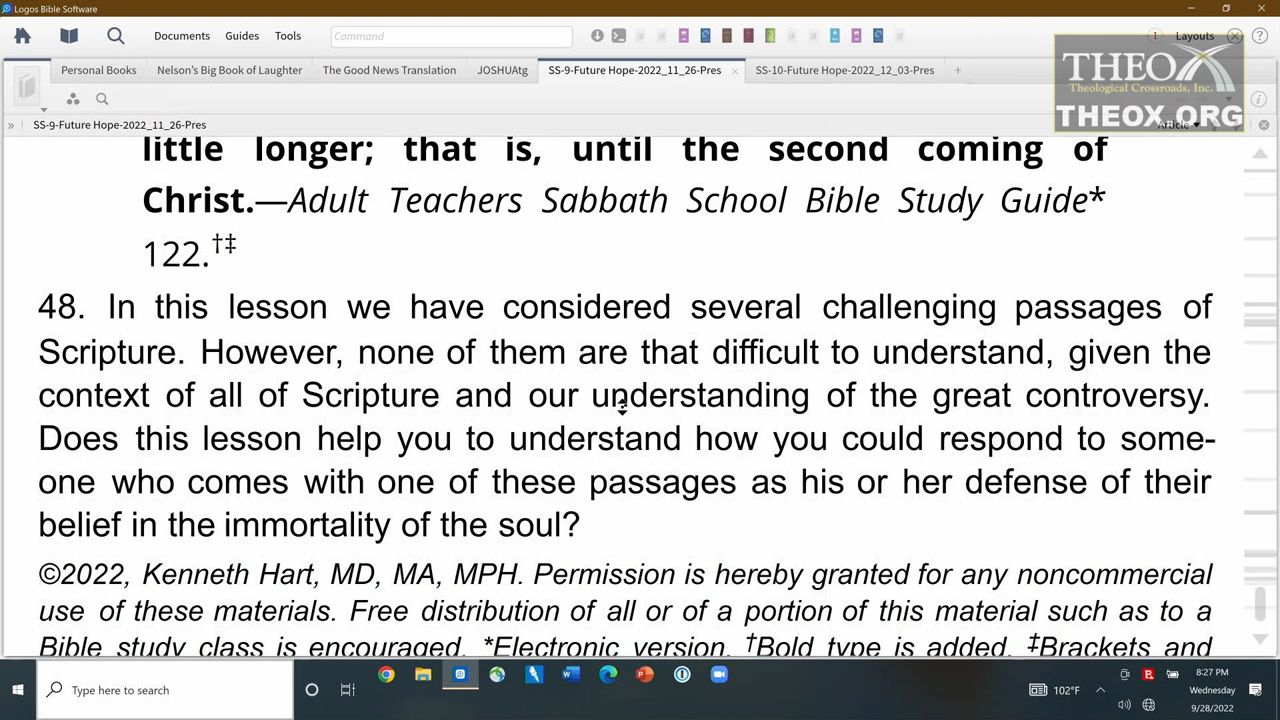 Logos Bible Software
Documents Guides Tools Command Layouts
THEOX
Theological Crossroads, Inc.
THEOX.ORG
Personal Books Nelson's Big Book of Laughter The Good News Translation JOSHUAtg SS-9-Future Hope-2022_11_26-Pres SS-10-Future Hope-2022_12_03-Pres
SS-9-Future Hope-2022_11_26-Pres Article
little longer; that is, until the second coming of
Christ.—Adult Teachers Sabbath School Bible Study Guide*
122.†‡
48. In this lesson we have considered several challenging passages of
Scripture. However, none of them are that difficult to understand, given the
context of all of Scripture and our understanding of the great controversy.
Does this lesson help you to understand how you could respond to some-
one who comes with one of these passages as his or her defense of their
belief in the immortality of the soul?
©2022, Kenneth Hart, MD, MA, MPH. Permission is hereby granted for any noncommercial
use of these materials. Free distribution of all or of a portion of this material such as to a
Bible study class is encouraged. *Electronic version. †Bold type is added. ‡Brackets and
Type here to search
102°F
8:27 PM
Wednesday
9/28/2022